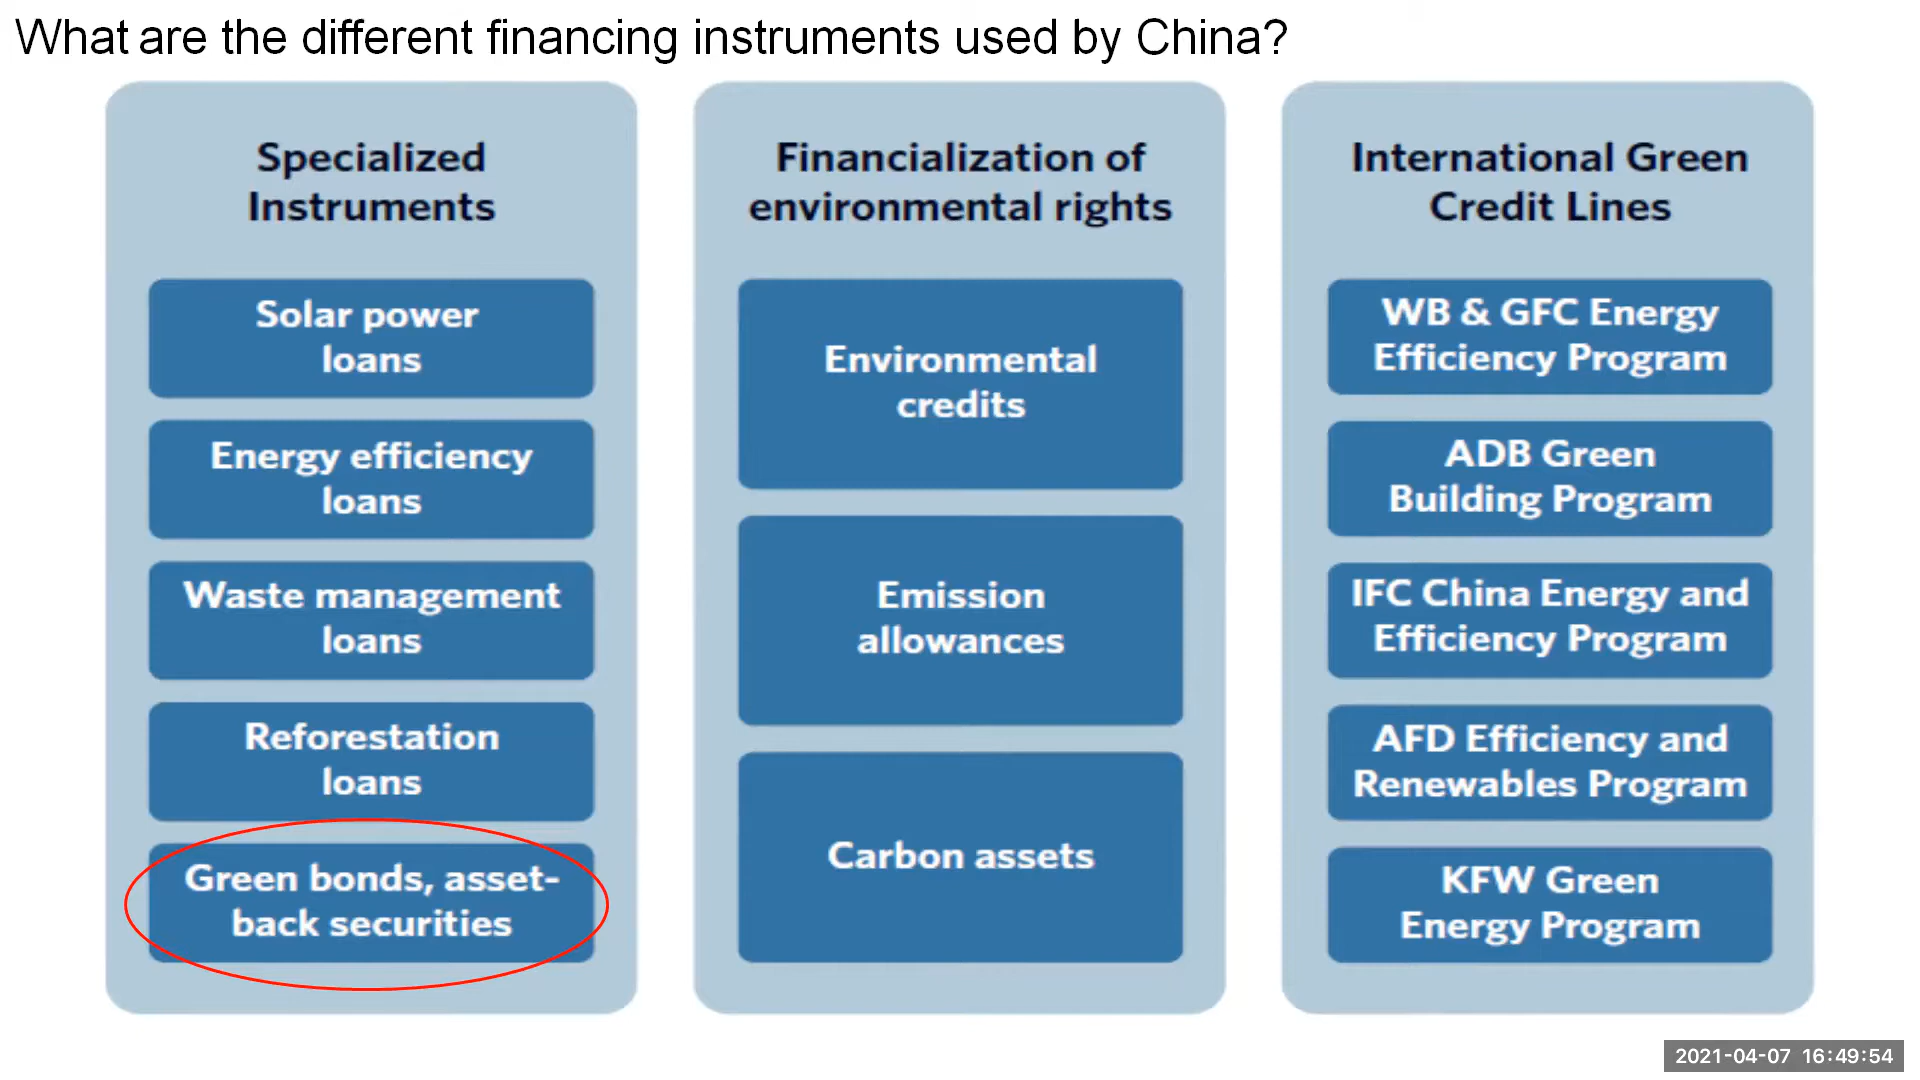 What are the different financing instruments used by China?
Specialized
Instruments
Solar power
loans
Energy efficiency
loans
Waste management
loans
Reforestation
loans
Green bonds, asset-
back securities
Financialization of
environmental rights
Environmental
credits
Emission
allowances
Carbon assets
International Green
Credit Lines
WB & GFC Energy
Efficiency Program
ADB Green
Building Program
IFC China Energy and
Efficiency Program
AFD Efficiency and
Renewables Program
KFW Green
Energy Program
2021-04-07 16:49:54